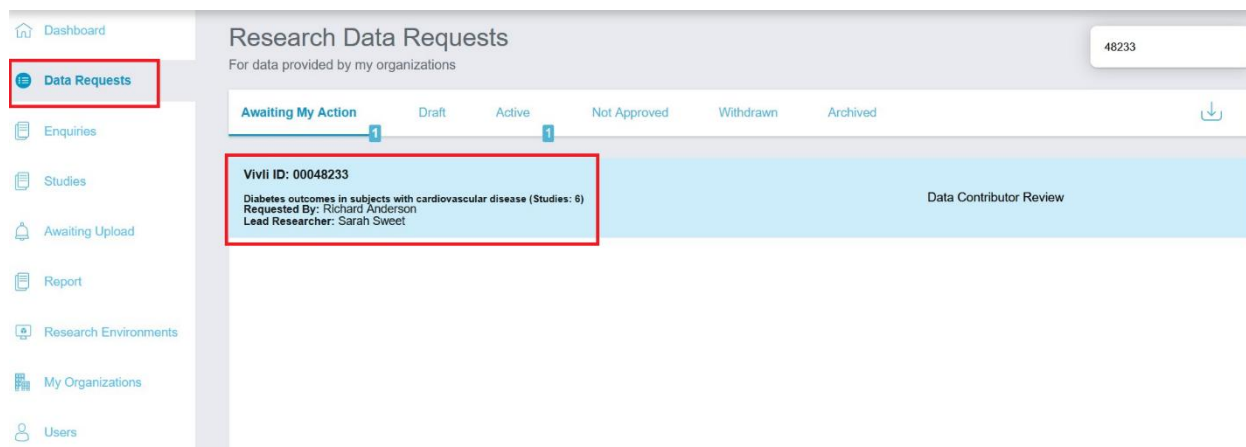 Dashboard
Data Requests
Enquiries
Studies
Awaiting Upload
Report
Research Environments
My Organizations
Users
Research Data Requests
For data provided by my organizations
48233
Awaiting My Action 1 Draft Active 1 Not Approved Withdrawn Archived
Vivli ID: 00048233
Diabetes outcomes in subjects with cardiovascular disease (Studies: 6)
Requested By: Richard Anderson
Lead Researcher: Sarah Sweet
Data Contributor Review